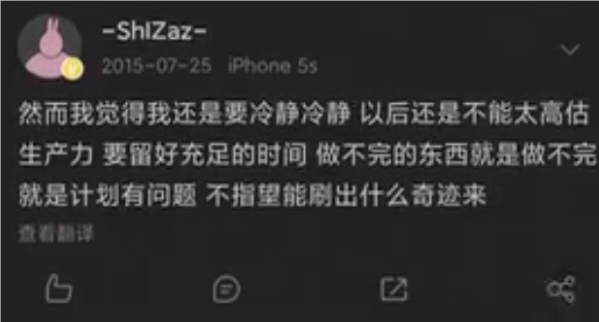 -ShIZaz-
2015-07-25 iPhone 5s
然而我觉得我还是要冷静冷静 以后还是不能太高估
生产力 要留好充足的时间 做不完的东西就是做不完
就是计划有问题 不指望能刷出什么奇迹来
查看翻译